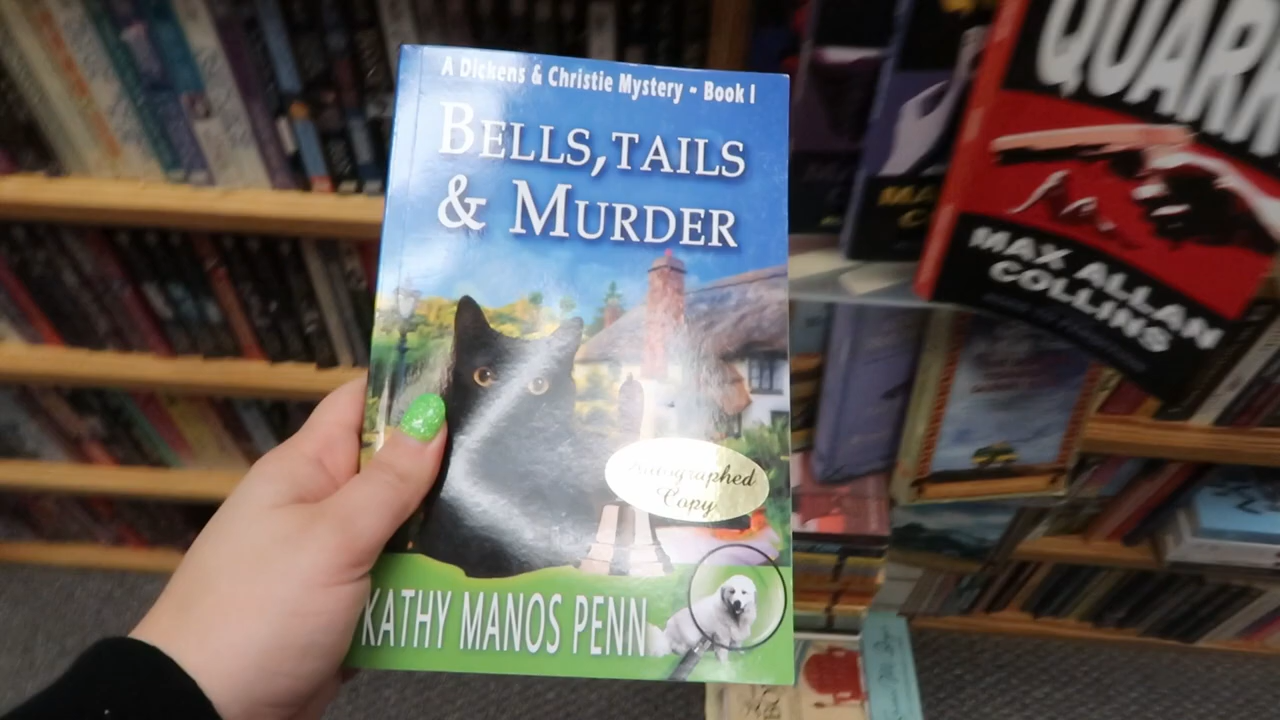 A Dickens & Christie Mystery ~ Book I
Bells, Tails
& Murder
Autographed
Copy
KATHY MANOS PENN
QUARR
MAX ALLAN
COLLINS